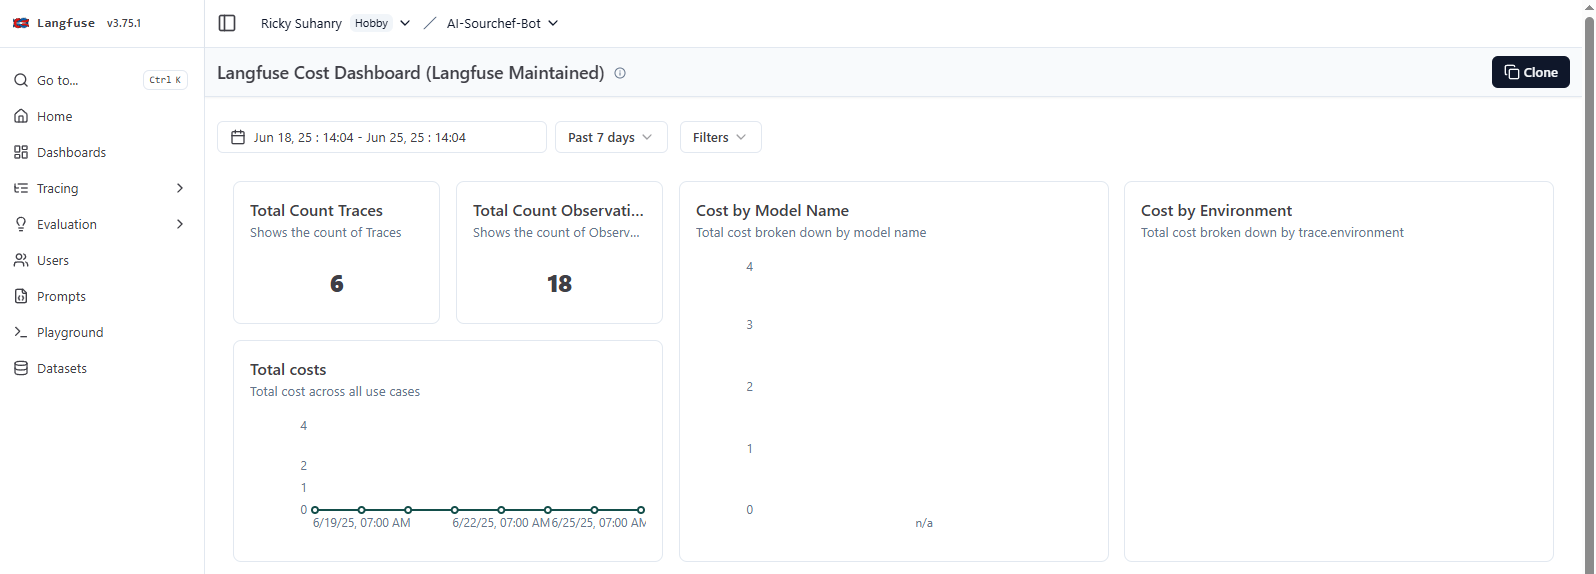 Langfuse v3.75.1
Ricky Suhanry Hobby / AI-Sourchef-Bot
Go to... Ctrl K
Home
Dashboards
Tracing
Evaluation
Users
Prompts
Playground
Datasets
Langfuse Cost Dashboard (Langfuse Maintained)
Clone
Jun 18, 25 : 14:04 - Jun 25, 25 : 14:04
Past 7 days
Filters
Total Count Traces
Shows the count of Traces
6
Total Count Observati...
Shows the count of Observ...
18
Total costs
Total cost across all use cases
4
2
1
0
6/19/25, 07:00 AM 6/22/25, 07:00 AM 6/25/25, 07:00 AM
Cost by Model Name
Total cost broken down by model name
4
3
2
1
0
n/a
Cost by Environment
Total cost broken down by trace.environment